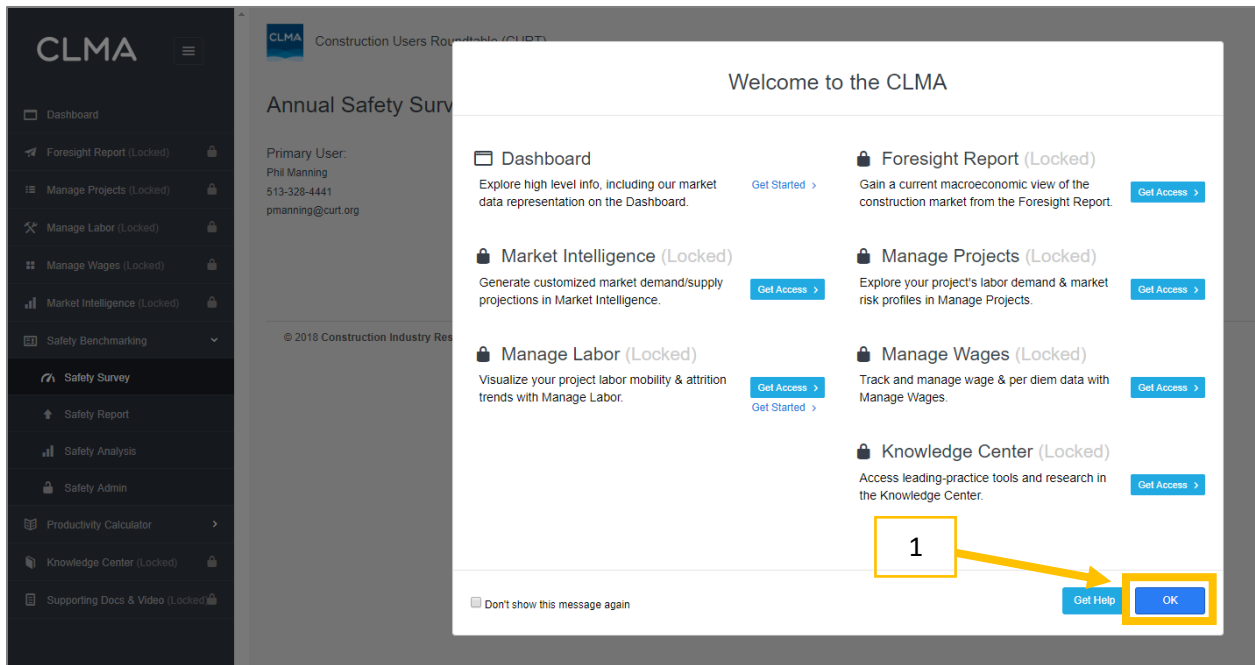 CLMA
Dashboard
Foresight Report (Locked)
Manage Projects (Locked)
Manage Labor (Locked)
Manage Wages (Locked)
Market Intelligence (Locked)
Safety Benchmarking
Safety Survey
Safety Report
Safety Analysis
Safety Admin
Productivity Calculator
Knowledge Center (Locked)
Supporting Docs & Video (Locked)
CLMA
Construction Users Roundtable (CURT)
Annual Safety Surv
Primary User:
Phil Manning
513-328-4441
pmanning@curt.org
© 2018 Construction Industry Res
Welcome to the CLMA
Dashboard
Explore high level info, including our market
data representation on the Dashboard.
Get Started >
Foresight Report (Locked)
Gain a current macroeconomic view of the
construction market from the Foresight Report.
Get Access >
Market Intelligence (Locked)
Generate customized market demand/supply
projections in Market Intelligence.
Get Access >
Manage Projects (Locked)
Explore your project's labor demand & market
risk profiles in Manage Projects.
Get Access >
Manage Labor (Locked)
Visualize your project labor mobility & attrition
trends with Manage Labor.
Get Access >
Get Started >
Manage Wages (Locked)
Track and manage wage & per diem data with
Manage Wages.
Get Access >
Knowledge Center (Locked)
Access leading-practice tools and research in
the Knowledge Center.
Get Access >
1
Don't show this message again
Get Help
OK